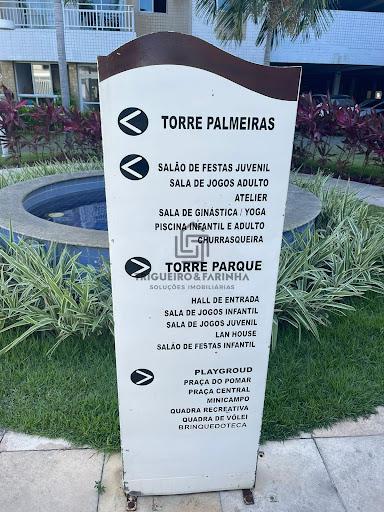 TORRE PALMEIRAS
SALÃO DE FESTAS JUVENIL
SALA DE JOGOS ADULTO
ATELIER
SALA DE GINÁSTICA / YOGA
PISCINA INFANTIL E ADULTO
CHURRASQUEIRA
TORRE PARQUE
TRIGUEIRO & FARINHA
SOLUÇÕES IMOBILIÁRIAS
HALL DE ENTRADA
SALA DE JOGOS INFANTIL
SALA DE JOGOS JUVENIL
LAN HOUSE
SALÃO DE FESTAS INFANTIL
PLAYGROUD
PRAÇA DO POMAR
PRAÇA CENTRAL
MINICAMPO
QUADRA RECREATIVA
QUADRA DE VÔLEI
BRINQUEDOTECA